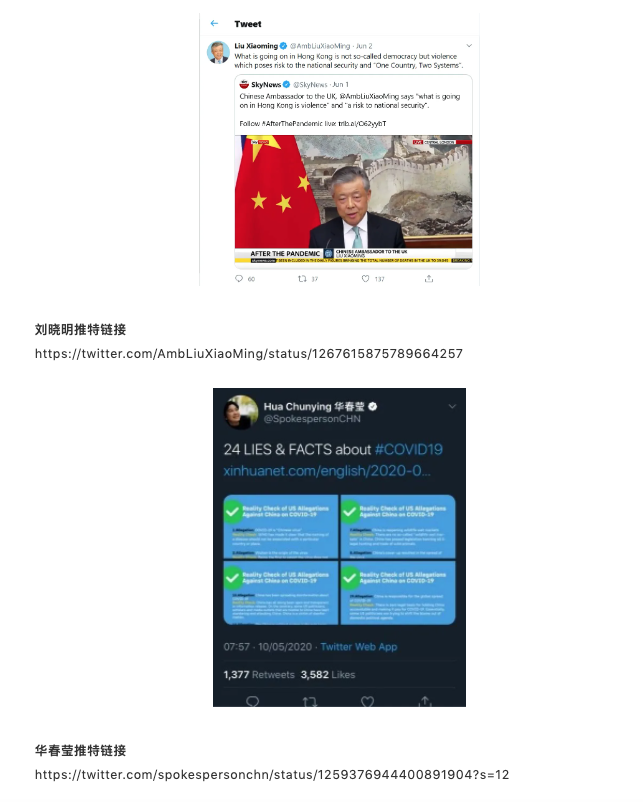 Tweet
Liu Xiaoming @AmbLiuXiaoMing · Jun 2
What is going on in Hong Kong is not so-called democracy but violence
which poses risk to the national security and "One Country, Two Systems".
SkyNews @SkyNews · Jun 1
Chinese Ambassador to the UK, @AmbLiuXiaoMing says "what is going
on in Hong Kong is violence" and "a risk to national security".
Follow #AfterThePandemic live: trib.al/O62yybT
LIVE CENTRAL LONDON
AFTER THE PANDEMIC
CHINESE AMBASSADOR TO THE UK
LIU XIAOMING
60 37 137
刘晓明推特链接
https://twitter.com/AmbLiuXiaoMing/status/1267615875789664257
Hua Chunying 华春莹
@SpokespersonCHN
24 LIES & FACTS about #COVID19
xinhuanet.com/english/2020-0...
Reality Check of US Allegations
Against China on COVID-19
Reality Check of US Allegations
Against China on COVID-19
Reality Check of US Allegations
Against China on COVID-19
Reality Check of US Allegations
Against China on COVID-19
07:57 · 10/05/2020 · Twitter Web App
1,377 Retweets 3,582 Likes
华春莹推特链接
https://twitter.com/spokespersonchn/status/1259376944400891904?s=12